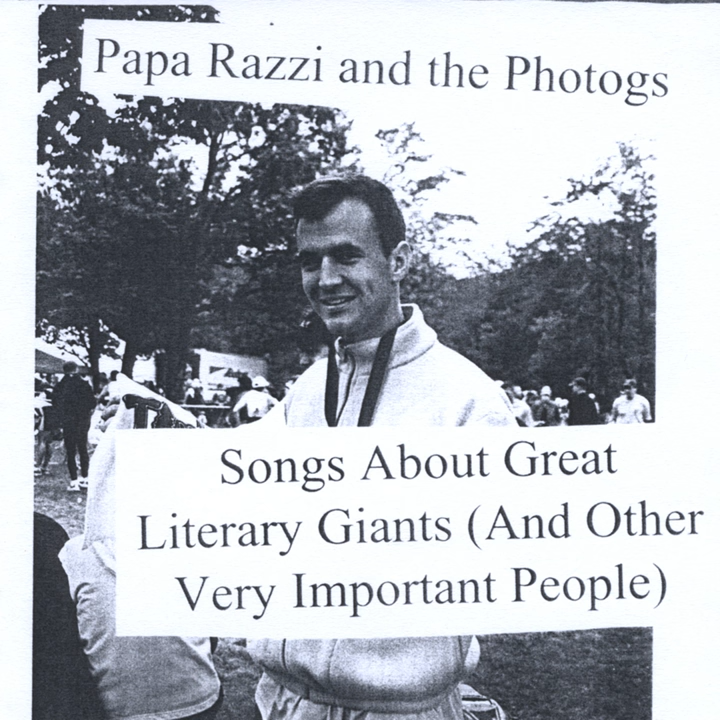 Papa Razzi and the Photogs
Songs About Great
Literary Giants (And Other
Very Important People)